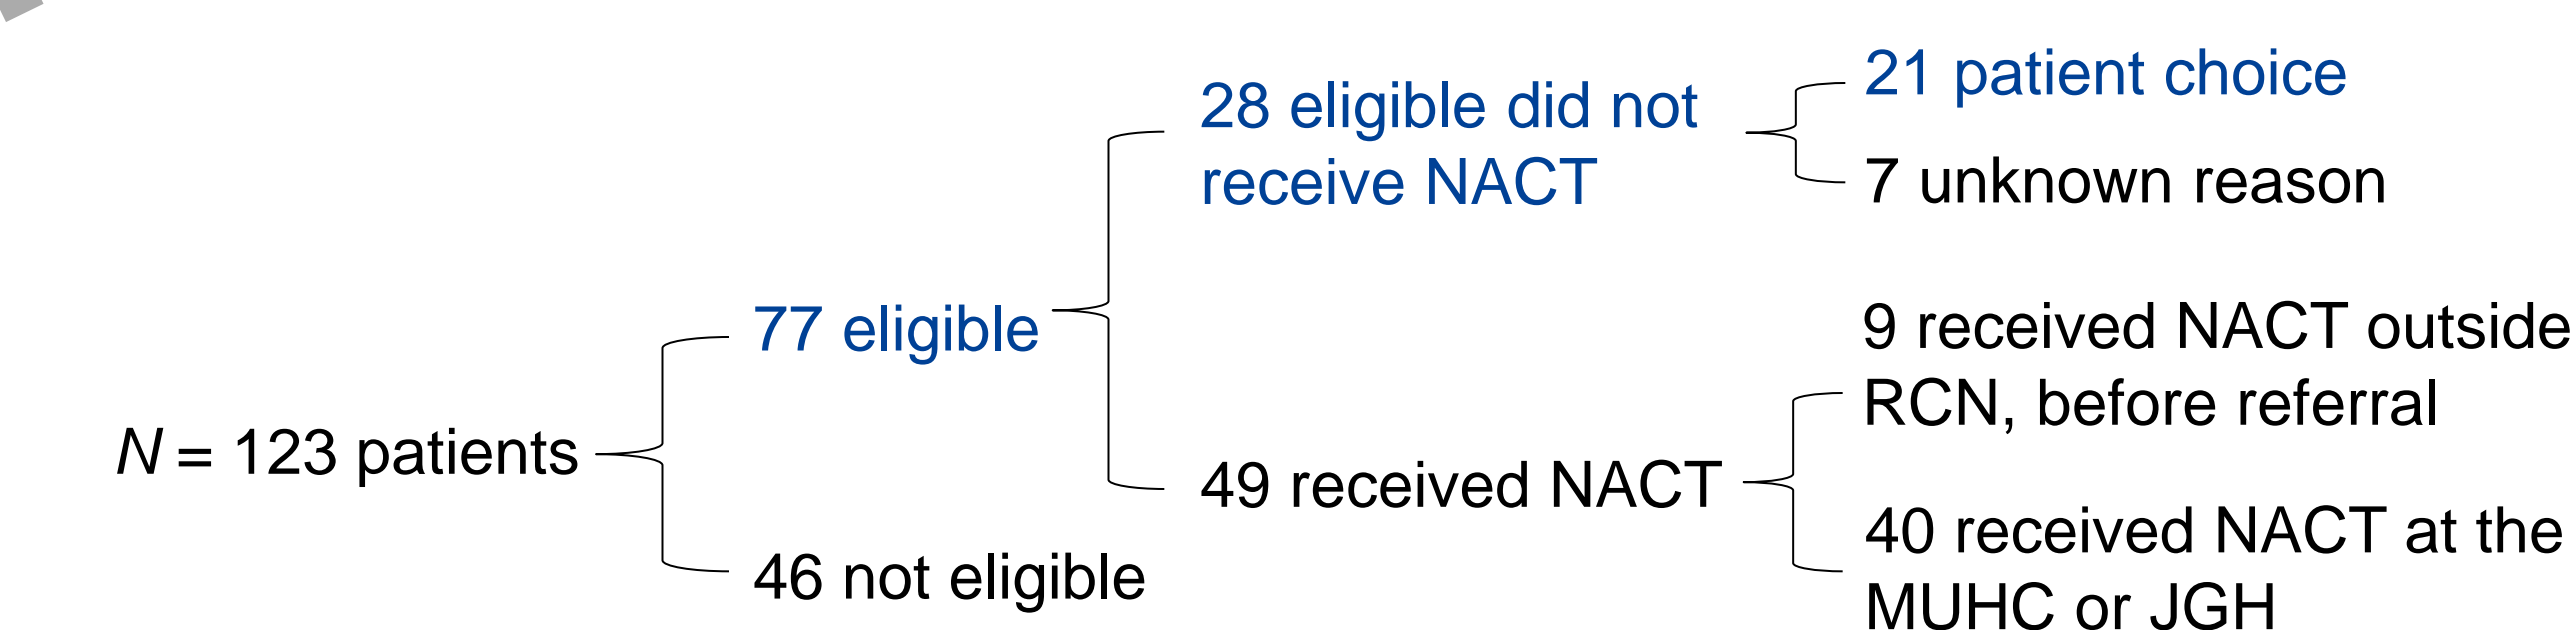 N = 123 patients
77 eligible
46 not eligible
28 eligible did not
receive NACT
49 received NACT
21 patient choice
7 unknown reason
9 received NACT outside
RCN, before referral
40 received NACT at the
MUHC or JGH